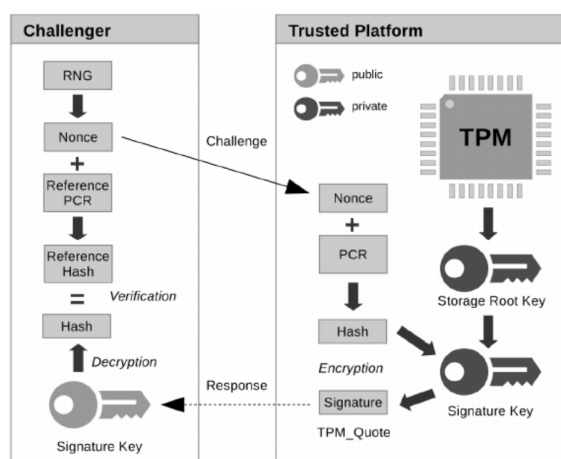 Challenger
RNG
Nonce
+
Reference
PCR
Reference
Hash
= Verification
Hash
Decryption
Signature Key
Challenge
Response
Trusted Platform
public
private
TPM
Nonce
+
PCR
Hash
Encryption
Signature
TPM_Quote
Storage Root Key
Signature Key